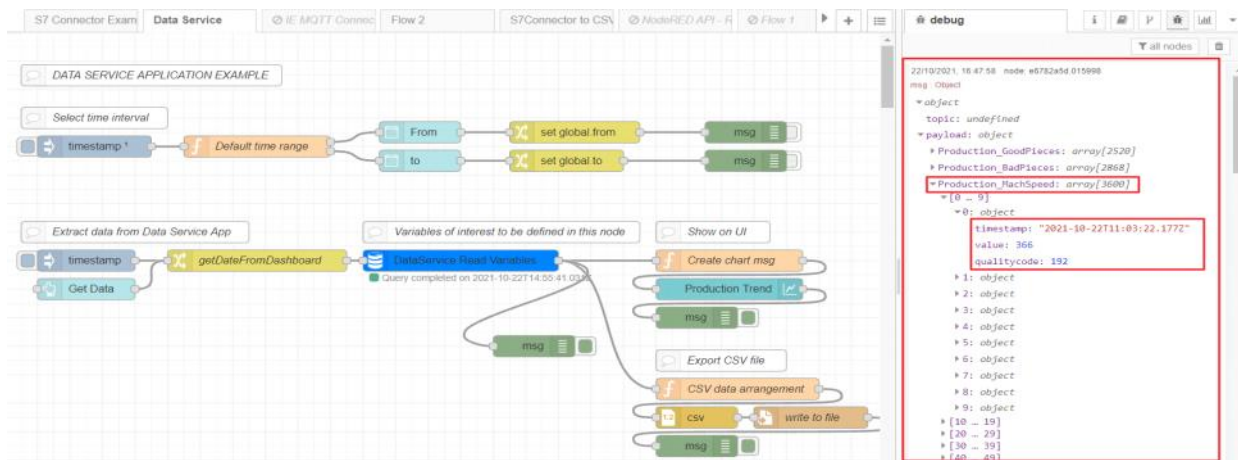 S7 Connector Exam
Data Service
IE MQTT Connec
Flow 2
S7Connector to CSV
NodeRED API - R
Flow 1
DATA SERVICE APPLICATION EXAMPLE
Select time interval
timestamp ¹
Default time range
From
set global.from
msg
to
set global to
msg
Extract data from Data Service App
Variables of interest to be defined in this node
Show on UI
timestamp
getDateFromDashboard
DataService Read Variables
Create chart msg
Query completed on 2021-10-22T14:55:41.031Z
Get Data
Production Trend
msg
msg
Export CSV file
CSV data arrangement
csv
write to file
msg
debug
all nodes
22/10/2021, 16:47:58 node: e6782a5d.015998
msg : Object
object
topic: undefined
payload: object
Production_GoodPieces: array[2520]
Production_BadPieces: array[2868]
Production_MachSpeed: array[3600]
[0 … 9]
0: object
timestamp: "2021-10-22T11:03:22.177Z"
value: 366
qualitycode: 192
1: object
2: object
3: object
4: object
5: object
6: object
7: object
8: object
9: object
[10 … 19]
[20 … 29]
[30 … 39]
[40 … 49]